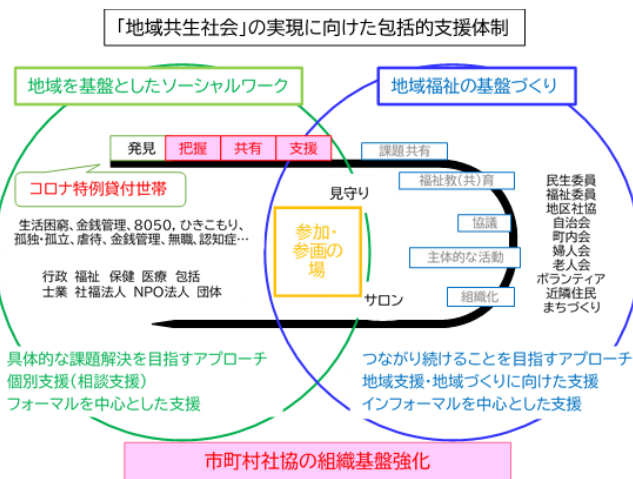 「地域共生社会」の実現に向けた包括的支援体制
地域を基盤としたソーシャルワーク
地域福祉の基盤づくり
発見
把握
共有
支援
課題共有
コロナ特例貸付世帯
見守り
福祉教(共)育
生活困窮、金銭管理、8050,ひきこもり、
孤独・孤立、虐待、金銭管理、無職、認知症…
参加・
参画の
場
協議
主体的な活動
組織化
サロン
行政 福祉 保健 医療 包括
士業 社福法人 NPO法人 団体
民生委員
福祉委員
地区社協
自治会
町内会
婦人会
老人会
ボランティア
近隣住民
まちづくり
具体的な課題解決を目指すアプローチ
個別支援(相談支援)
フォーマルを中心とした支援
つながり続けることを目指すアプローチ
地域支援・地域づくりに向けた支援
インフォーマルを中心とした支援
市町村社協の組織基盤強化